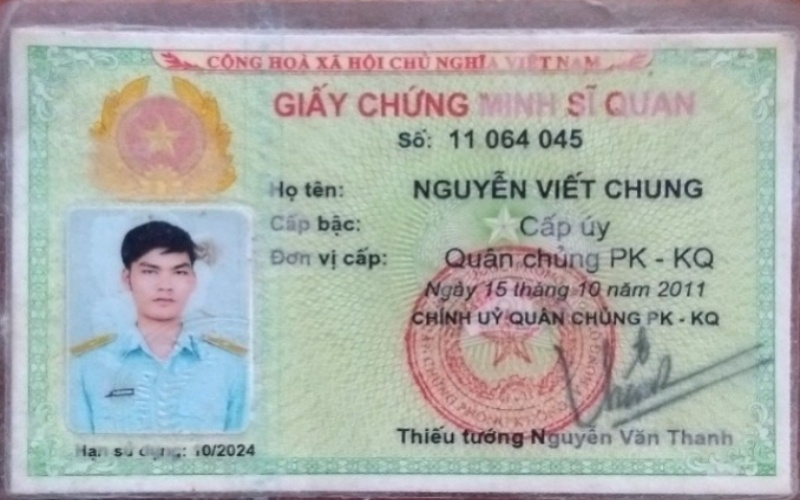 CỘNG HOÀ XÃ HỘI CHỦ NGHĨA VIỆT NAM
GIẤY CHỨNG MINH SĨ QUAN
Số: 11 064 045
Họ tên: NGUYỄN VIẾT CHUNG
Cấp bậc: Cấp úy
Đơn vị cấp: Quân chủng PK - KQ
Ngày 15 tháng 10 năm 2011
CHÍNH UỶ QUÂN CHỦNG PK - KQ
Thiếu tướng Nguyễn Văn Thanh
Hạn sử dụng: 10/2024